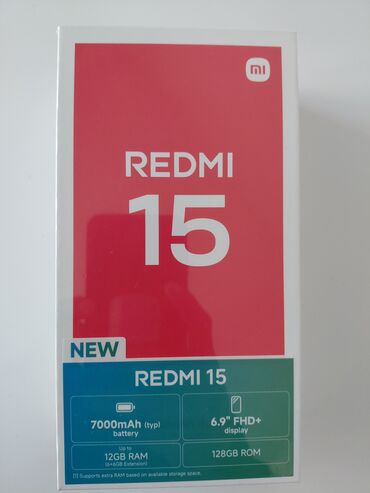 mi
REDMI
15
NEW
REDMI 15
7000mAh (typ)
battery
6.9" FHD+
display
Up to
12GB RAM
(6+6GB Extension)
128GB ROM
[1] Supports extra RAM based on available storage space.